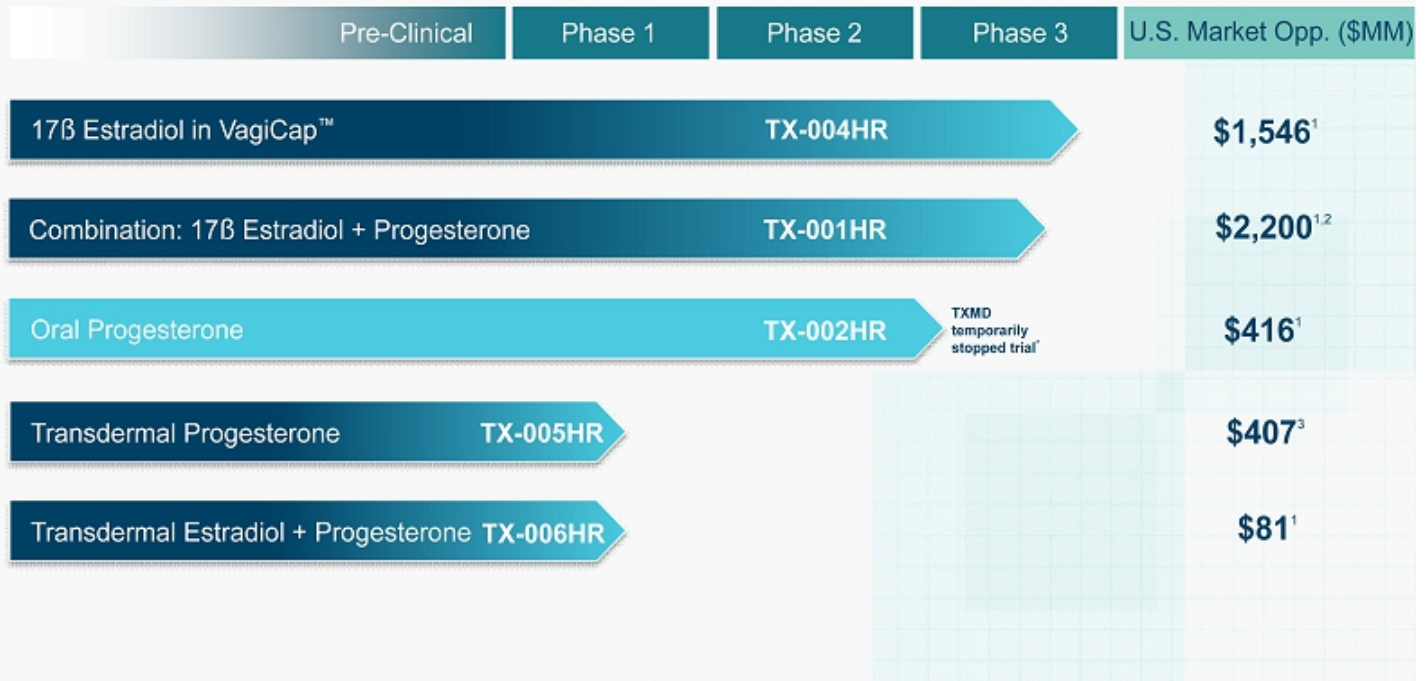 Pre-Clinical Phase 1 Phase 2 Phase 3 U.S. Market Opp. ($MM)
17ß Estradiol in VagiCap™ TX-004HR $1,546¹
Combination: 17ß Estradiol + Progesterone TX-001HR $2,200¹,²
Oral Progesterone TX-002HR TXMD
temporarily
stopped trial* $416¹
Transdermal Progesterone TX-005HR $407³
Transdermal Estradiol + Progesterone TX-006HR $81¹